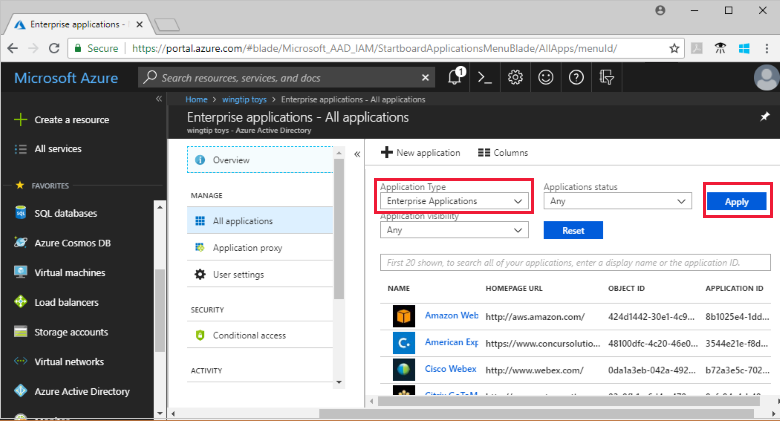 Enterprise applications -
Secure https://portal.azure.com/#blade/Microsoft_AAD_IAM/StartboardApplicationsMenuBlade/AllApps/menuId/
Microsoft Azure
Search resources, services, and docs
1
Home > wingtip toys > Enterprise applications - All applications
Enterprise applications - All applications
wingtip toys - Azure Active Directory
Create a resource
All services
FAVORITES
SQL databases
Azure Cosmos DB
Virtual machines
Load balancers
Storage accounts
Virtual networks
Azure Active Directory
Overview
MANAGE
All applications
Application proxy
User settings
SECURITY
Conditional access
ACTIVITY
New application Columns
Application Type Applications status
Enterprise Applications Any Apply
Application visibility
Any Reset
First 20 shown, to search all of your applications, enter a display name or the application ID.
NAME HOMEPAGE URL OBJECT ID APPLICATION ID
Amazon Web http://aws.amazon.com/ 424d1442-30e1-4c9... 8b1025e4-1dd...
American Exp https://www.concursolutio... 48100dfc-4c20-46e0... 3544e21e-f8d...
Cisco Webex http://www.webex.com/ 0da1a3eb-042a-492... b72a3e5c-702...